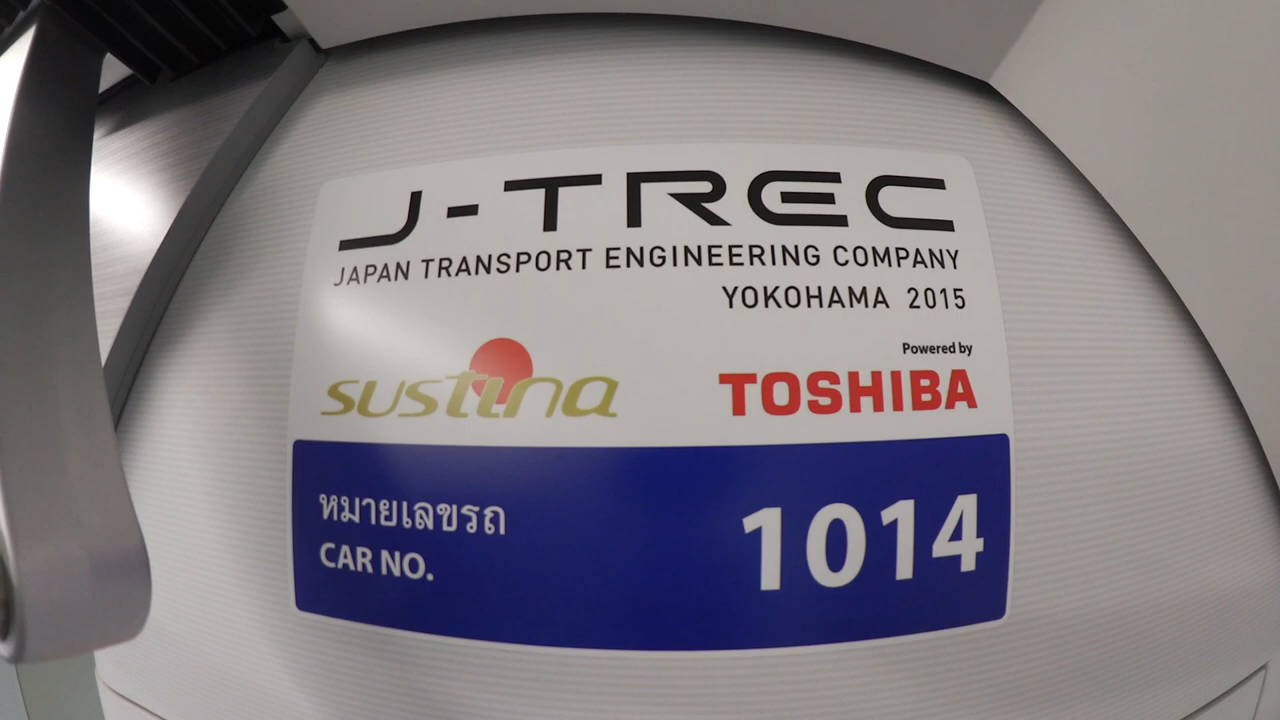 J-TREC
JAPAN TRANSPORT ENGINEERING COMPANY
YOKOHAMA 2015
sustina
Powered by
TOSHIBA
หมายเลขรถ
CAR NO.
1014